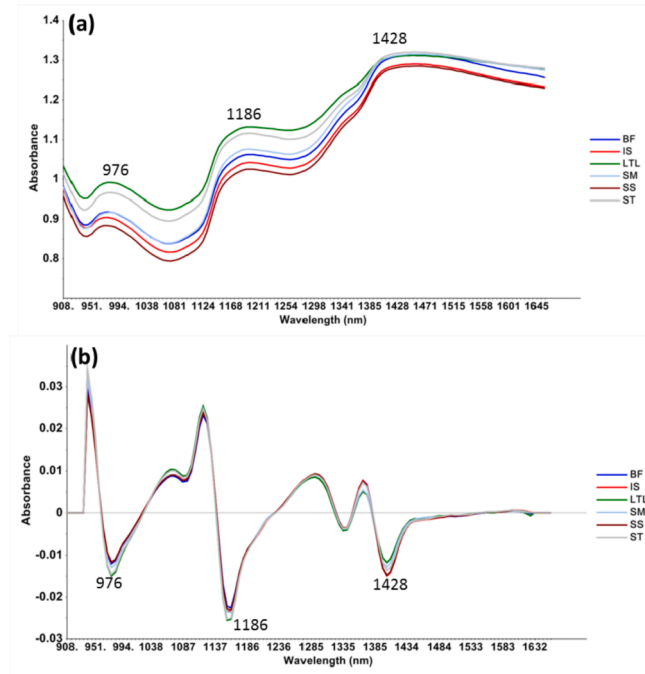 (a)
1.4
1.3
1.2
1.1
1
0.9
0.8
Absorbance
976
1186
1428
908. 951. 994. 1038 1081 1124 1168 1211 1254 1298 1341 1385 1428 1471 1515 1558 1601 1645
Wavelength (nm)
BF
IS
LTL
SM
SS
ST
(b)
0.03
0.02
0.01
0
-0.01
-0.02
-0.03
Absorbance
976
1186
1428
908. 951. 994. 1038 1087 1137 1186 1236 1285 1335 1385 1434 1484 1533 1583 1632
Wavelength (nm)
BF
IS
LTL
SM
SS
ST